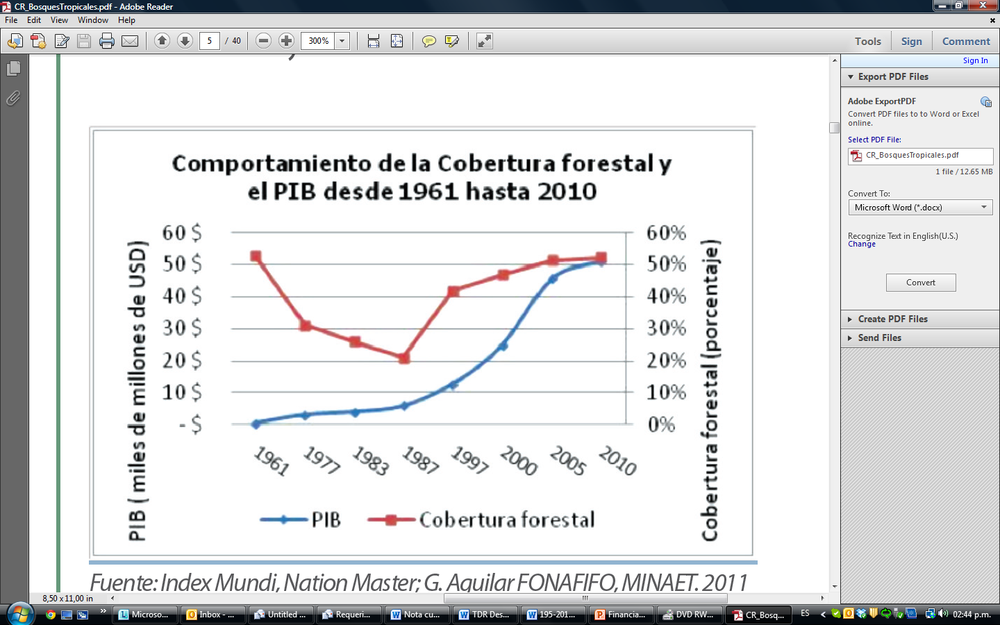 CR_BosquesTropicales.pdf - Adobe Reader
File Edit View Window Help
5 / 40 300% Tools Sign Comment
Sign In
Export PDF Files
Adobe ExportPDF
Convert PDF files to to Word or Excel
online.
Select PDF File:
CR_BosquesTropicales.pdf
1 file / 12.65 MB
Convert To:
Microsoft Word (*.docx)
Recognize Text in English(U.S.)
Change
Convert
Create PDF Files
Send Files
Comportamiento de la Cobertura forestal y
el PIB desde 1961 hasta 2010
PIB ( miles de millones de USD)
60 $
50 $
40 $
30 $
20 $
10 $
- $
60%
50%
40%
30%
20%
10%
0%
Cobertura forestal (porcentaje)
1961 1977 1983 1987 1997 2000 2005 2010
PIB Cobertura forestal
Fuente: Index Mundi, Nation Master; G. Aguilar FONAFIFO, MINAET. 2011
8,50 x 11,00 in
Microso... Inbox - ... Untitled ... Requeri... Nota cu... TDR Des... 195-201... Financia... DVD RW... CR_Bosq... ES 02:44 p.m.